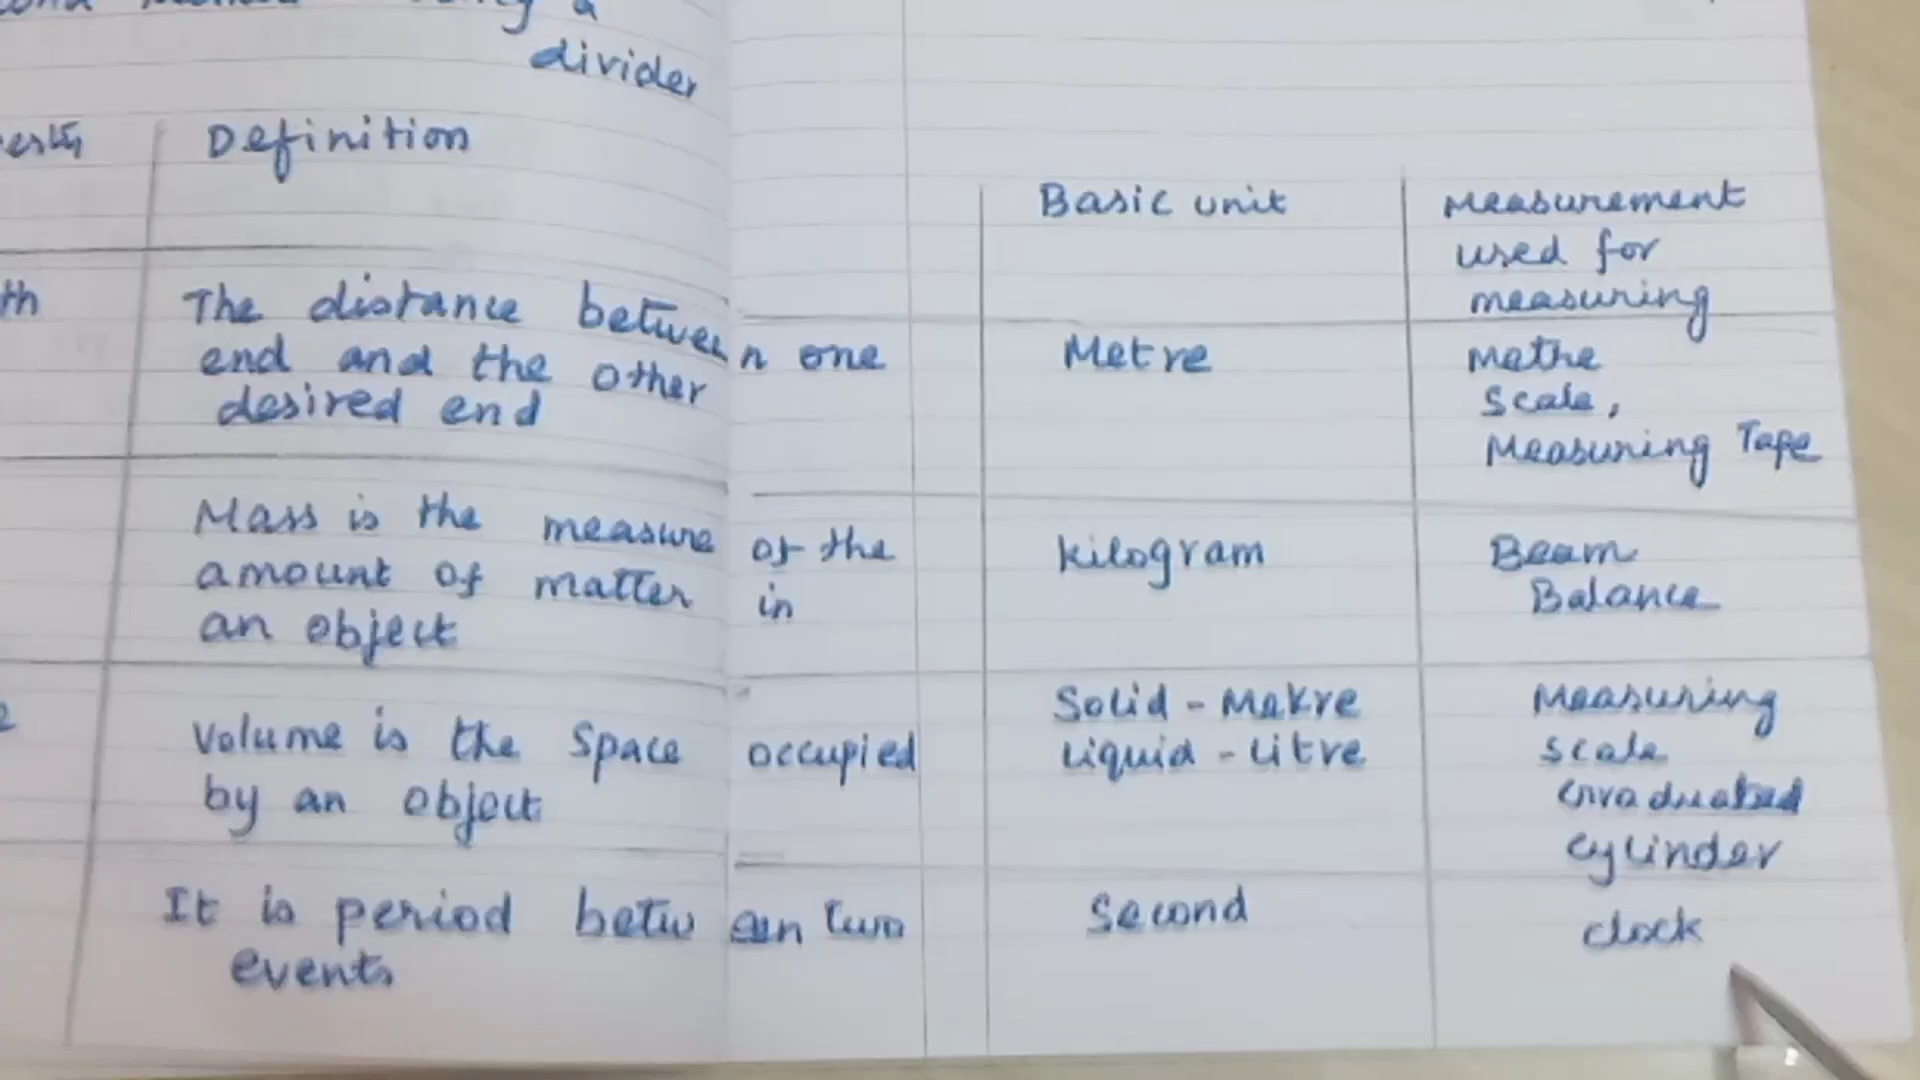 divider
Definition
Basic unit
Measurement
used for
measuring
th
The distance between one
end and the other
desired end
Metre
Metre
Scale,
Measuring Tape
Mass is the measure of the
amount of matter in
an object
kilogram
Beam
Balance
Volume is the space occupied
by an object
Solid - Metre
Liquid - Litre
Measuring
scale
Graduated
cylinder
It is period between two
events
Second
clock